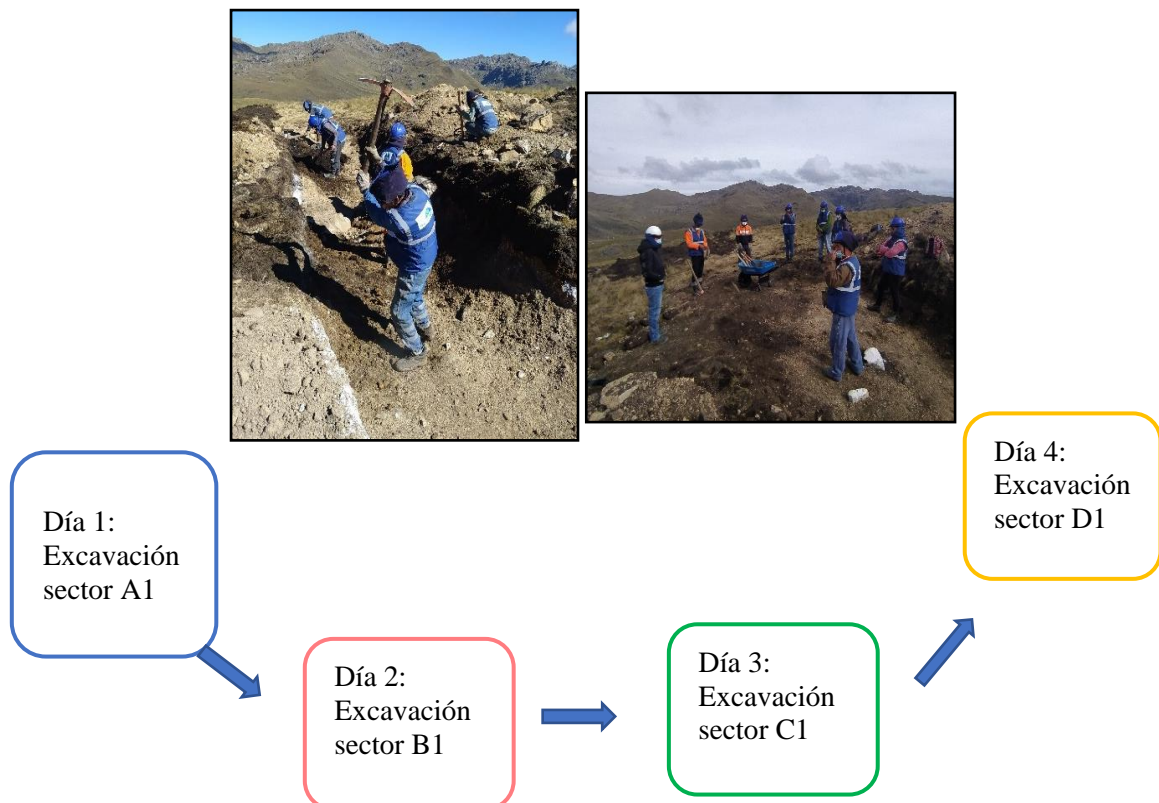 Día 1:
Excavación
sector A1
Día 2:
Excavación
sector B1
Día 3:
Excavación
sector C1
Día 4:
Excavación
sector D1